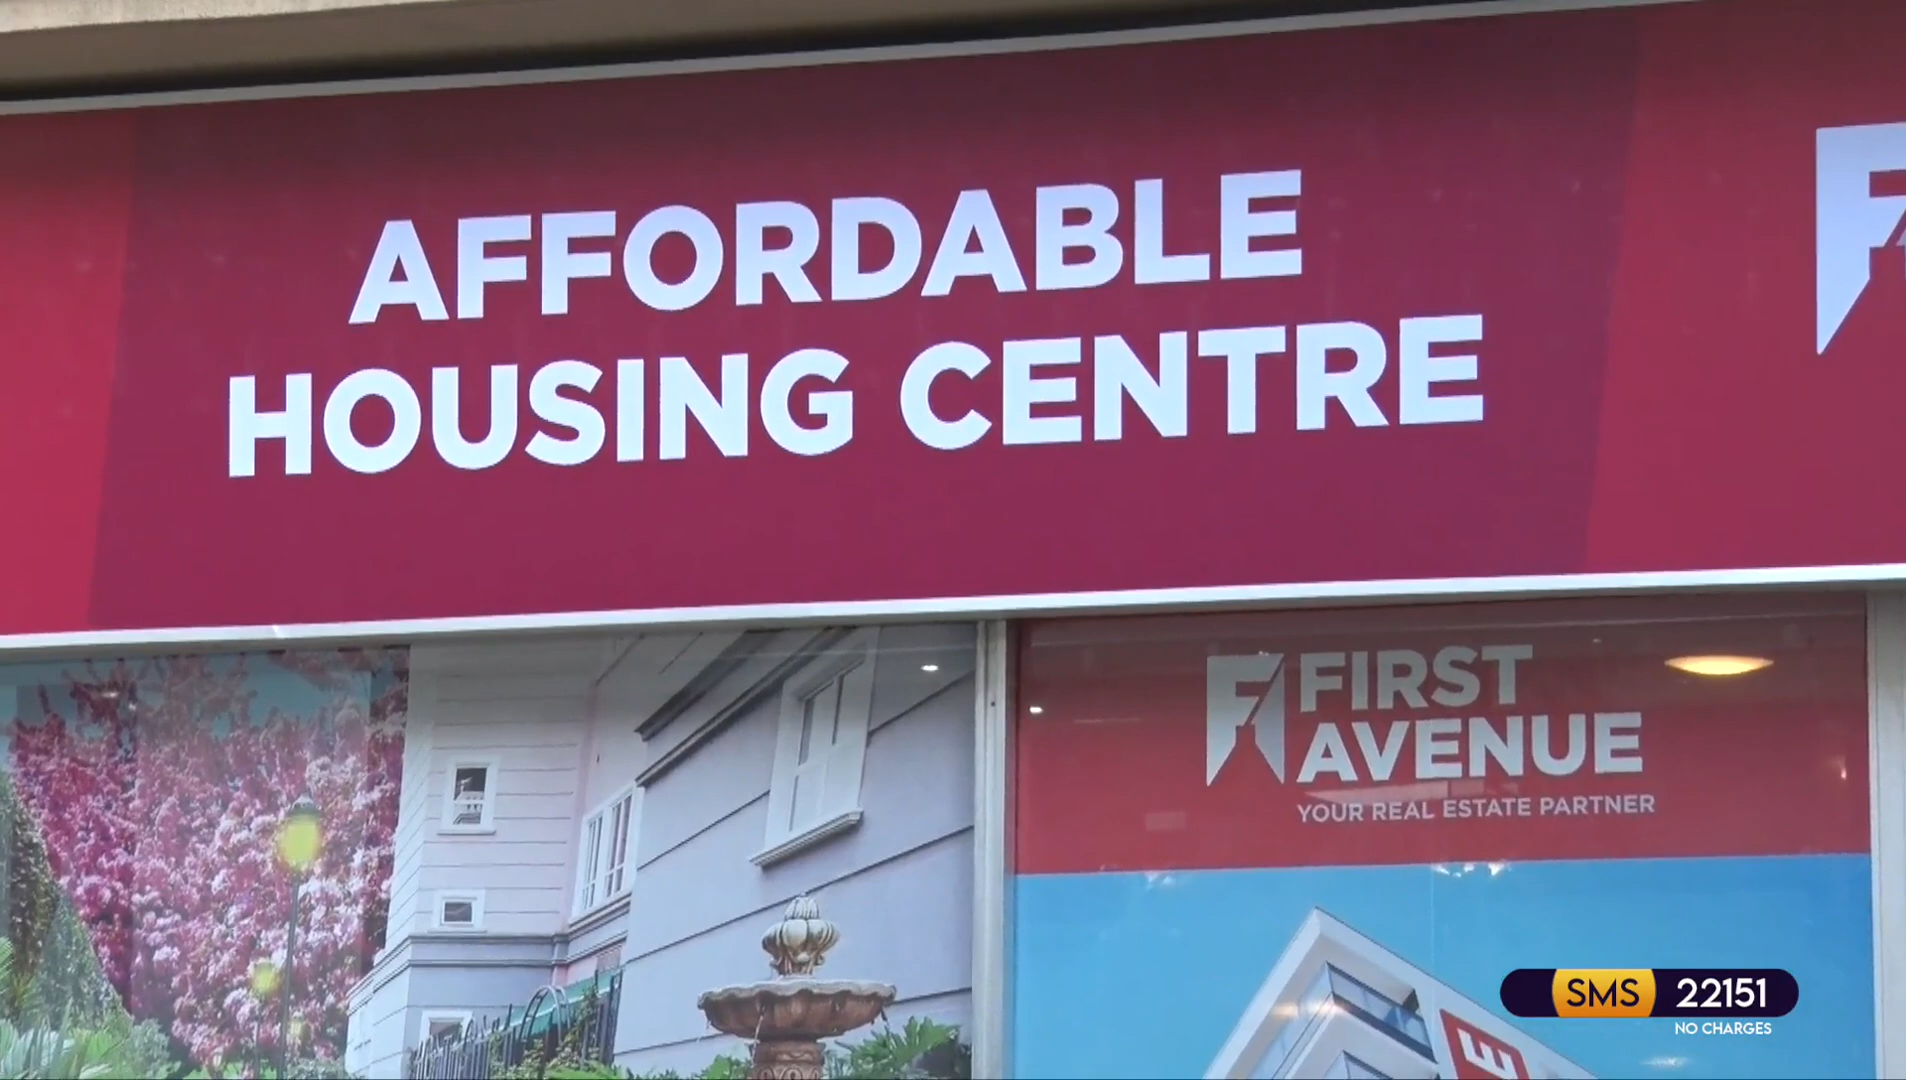 AFFORDABLE
HOUSING CENTRE
FIRST
AVENUE
YOUR REAL ESTATE PARTNER
SMS 22151
NO CHARGES